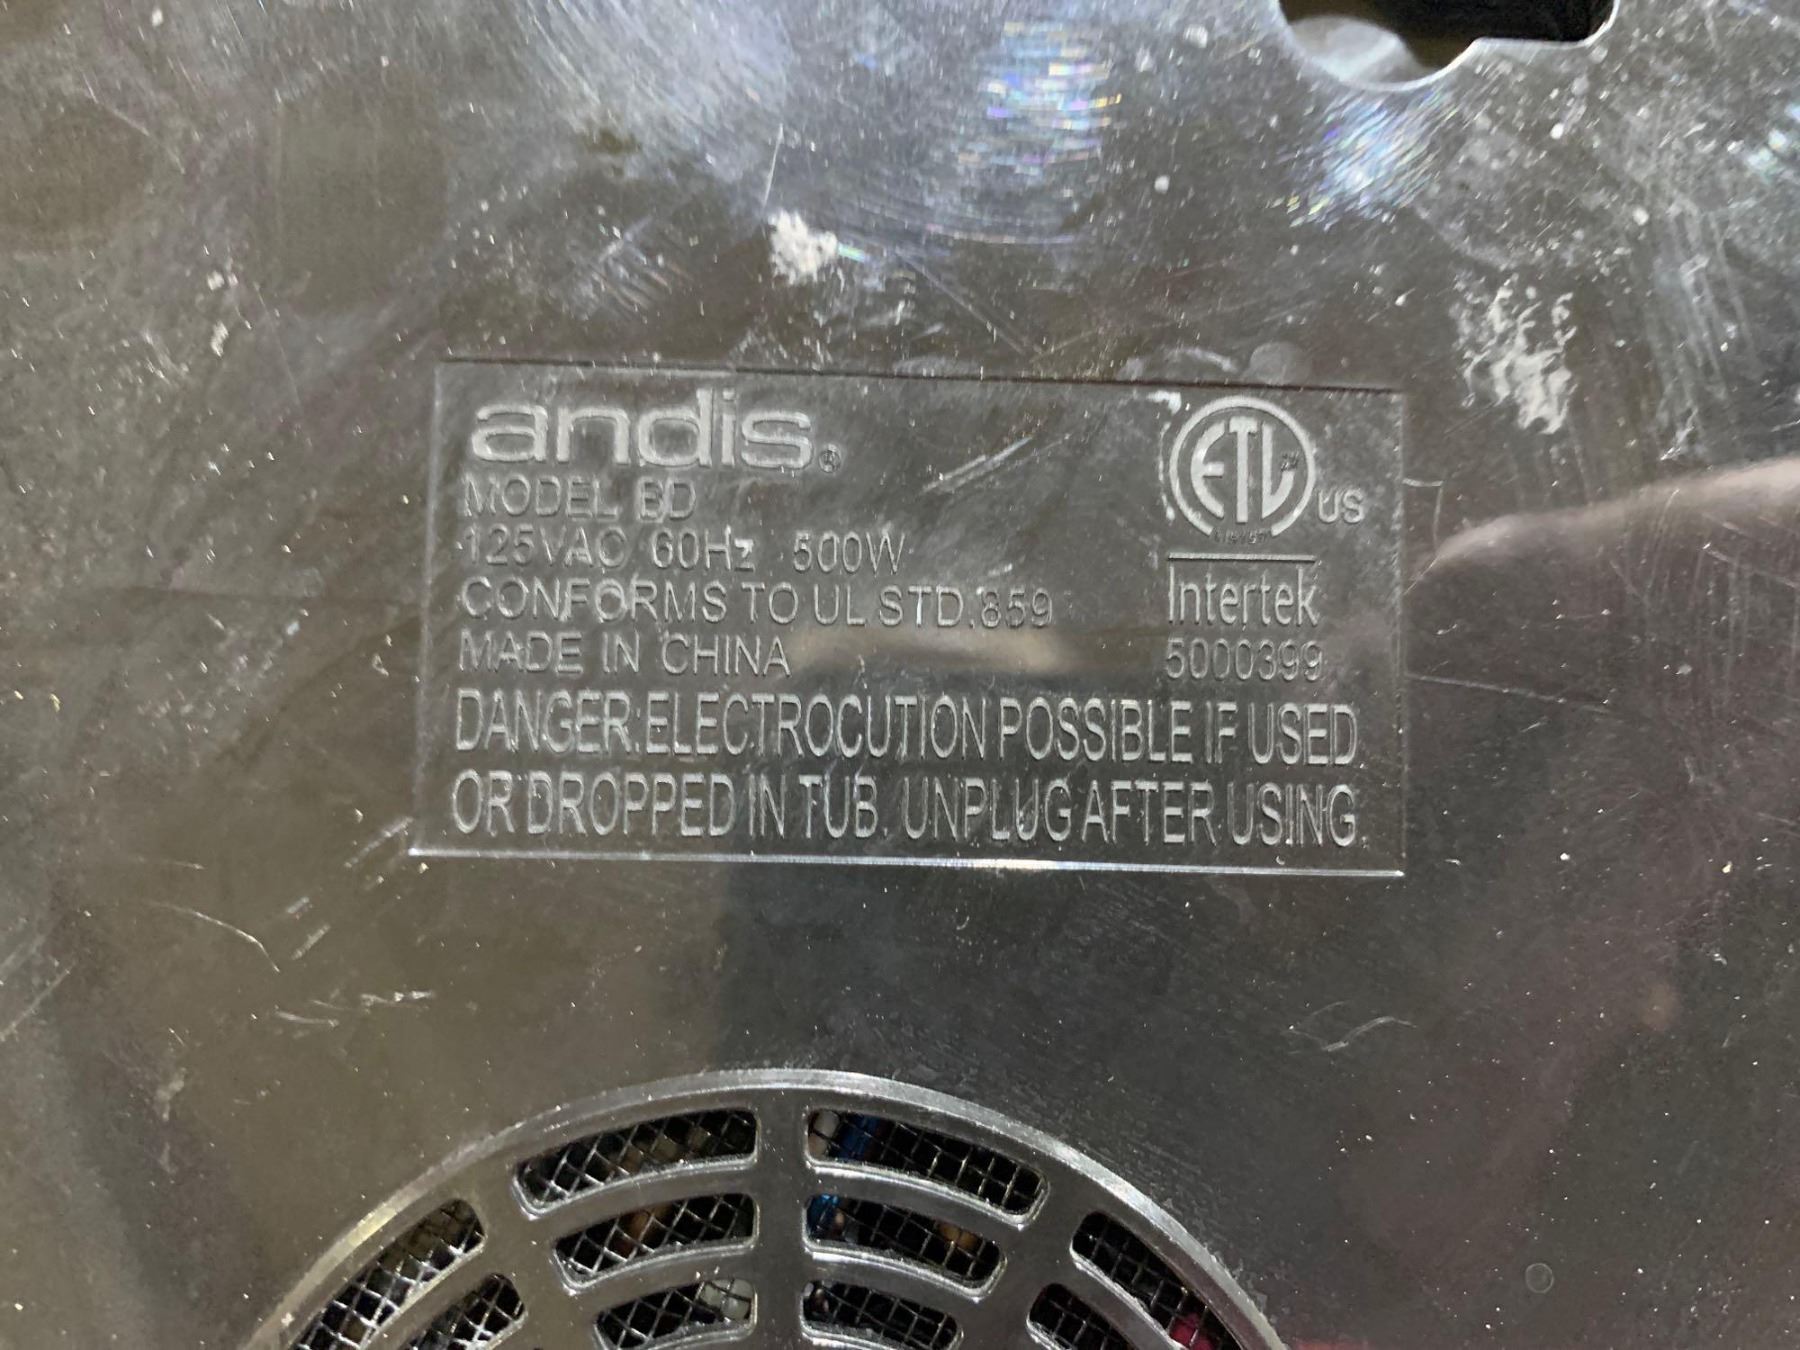 andis®
MODEL BD
125VAC 60Hz 500W
CONFORMS TO UL STD.859
MADE IN CHINA
ETL US
Intertek
5000399
DANGER:ELECTROCUTION POSSIBLE IF USED
OR DROPPED IN TUB. UNPLUG AFTER USING.